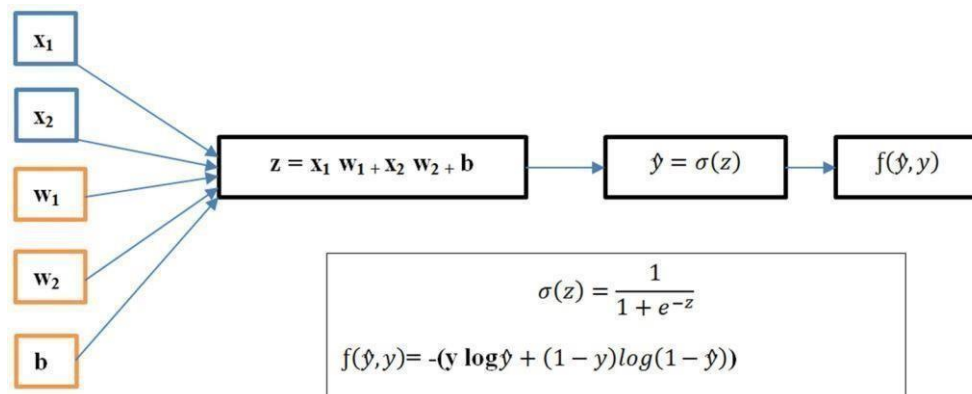 x₁
x₂
w₁
w₂
b
z = x₁ w₁ + x₂ w₂ + b
ŷ = σ(z)
ƒ(ŷ, y)
σ(z) = 1 / (1 + e⁻ᶻ)
ƒ(ŷ, y)= -(y logŷ + (1 − y)log(1 − ŷ))